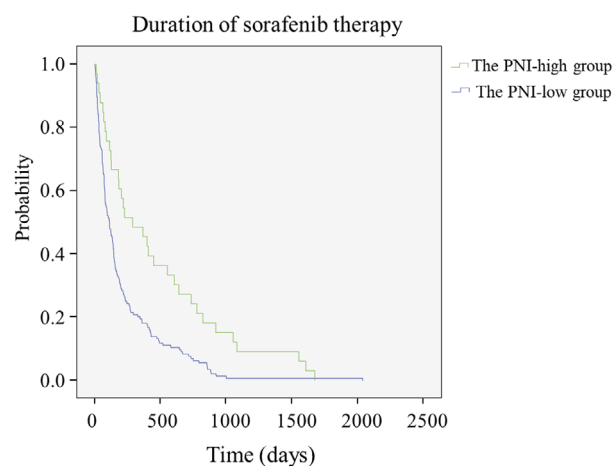 Duration of sorafenib therapy
The PNI-high group
The PNI-low group
Probability
1.0
0.8
0.6
0.4
0.2
0.0
0 500 1000 1500 2000 2500
Time (days)